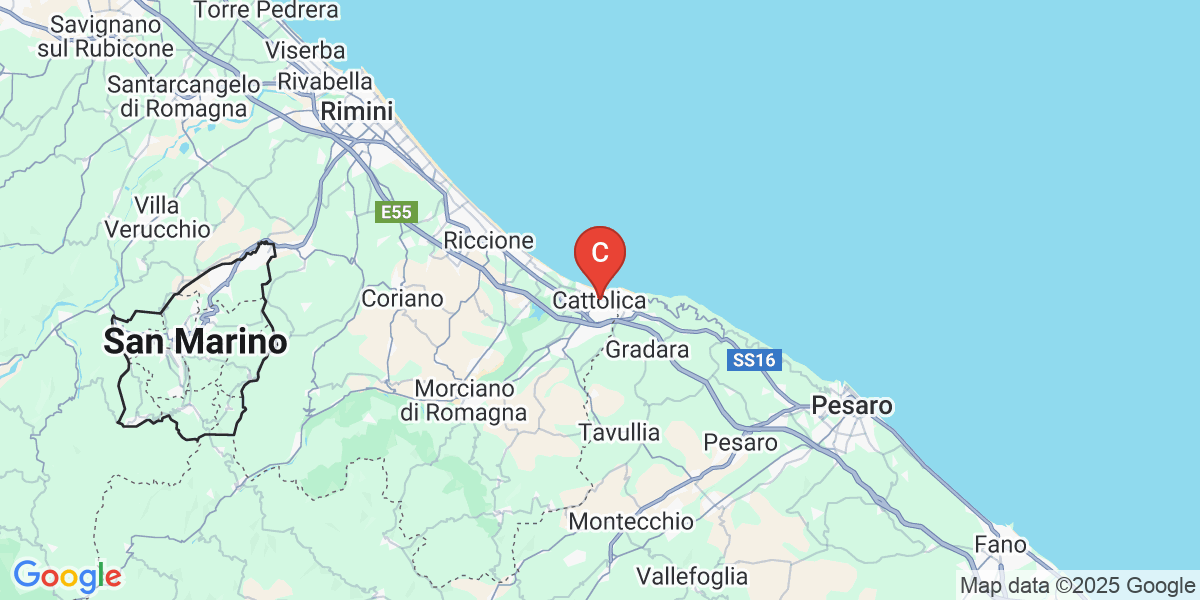 Torre Pedrera
Savignano
sul Rubicone
Viserba
Santarcangelo
di Romagna
Rivabella
Rimini
Villa
Verucchio
E55
Riccione
C
Coriano
Cattolica
San Marino
Gradara
SS16
Morciano
di Romagna
Pesaro
Tavullia
Pesaro
Montecchio
Fano
Vallefoglia
Google
Map data ©2025 Google